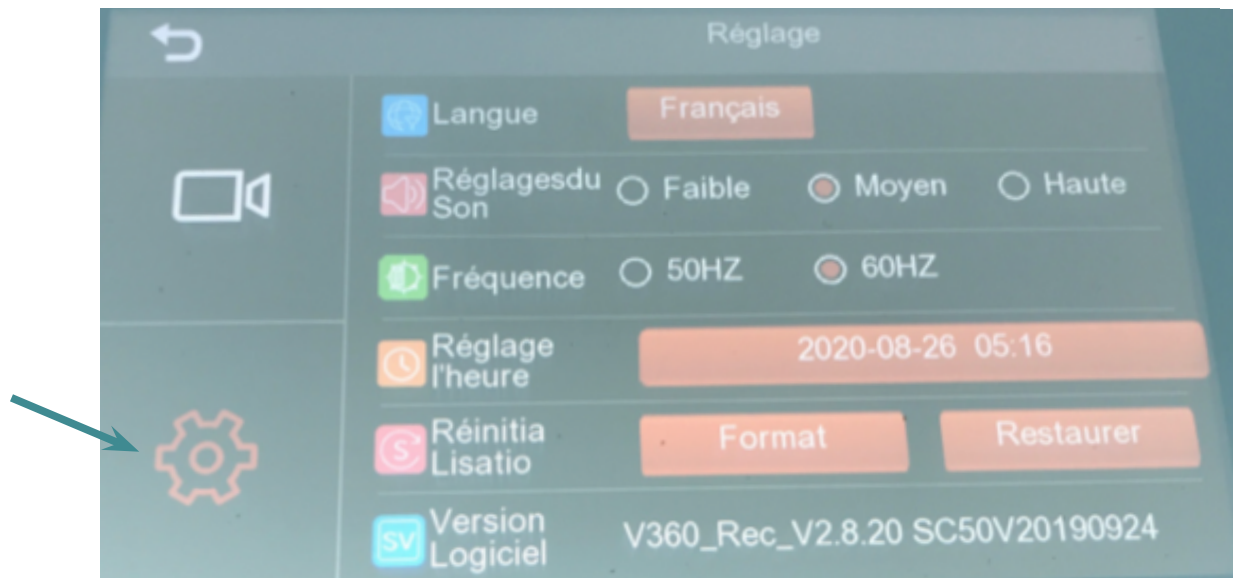 Réglage
Langue Français
Réglagesdu
Son
Faible Moyen Haute
Fréquence 50HZ 60HZ
Réglage
l'heure
2020-08-26 05:16
S
Réinitia
Lisatio
Format Restaurer
SV
Version
Logiciel
V360_Rec_V2.8.20 SC50V20190924